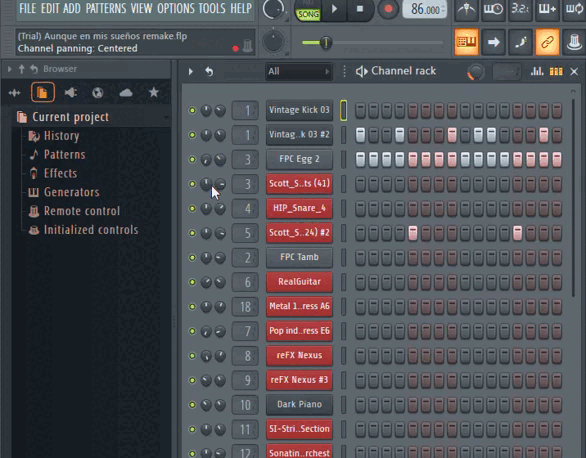 FILE EDIT ADD PATTERNS VIEW OPTIONS TOOLS HELP
SONG
86.000
3.2
(Trial) Aunque en mis sueños remake.flp
Channel panning: Centered
Browser
All
Channel rack
Current project
History
Patterns
Effects
Generators
Remote control
Initialized controls
1 Vintage Kick 03
1 Vintag..k 03 #2
3 FPC Egg 2
3 Scott_S..ts (41)
4 HIP_Snare_4
5 Scott_S..24) #2
2 FPC Tamb
6 RealGuitar
18 Metal 1..ress A6
7 Pop ind..ress E6
8 reFX Nexus
9 reFX Nexus #3
10 Dark Piano
11 SI-Stri..Section
12 Sonatin..rchest